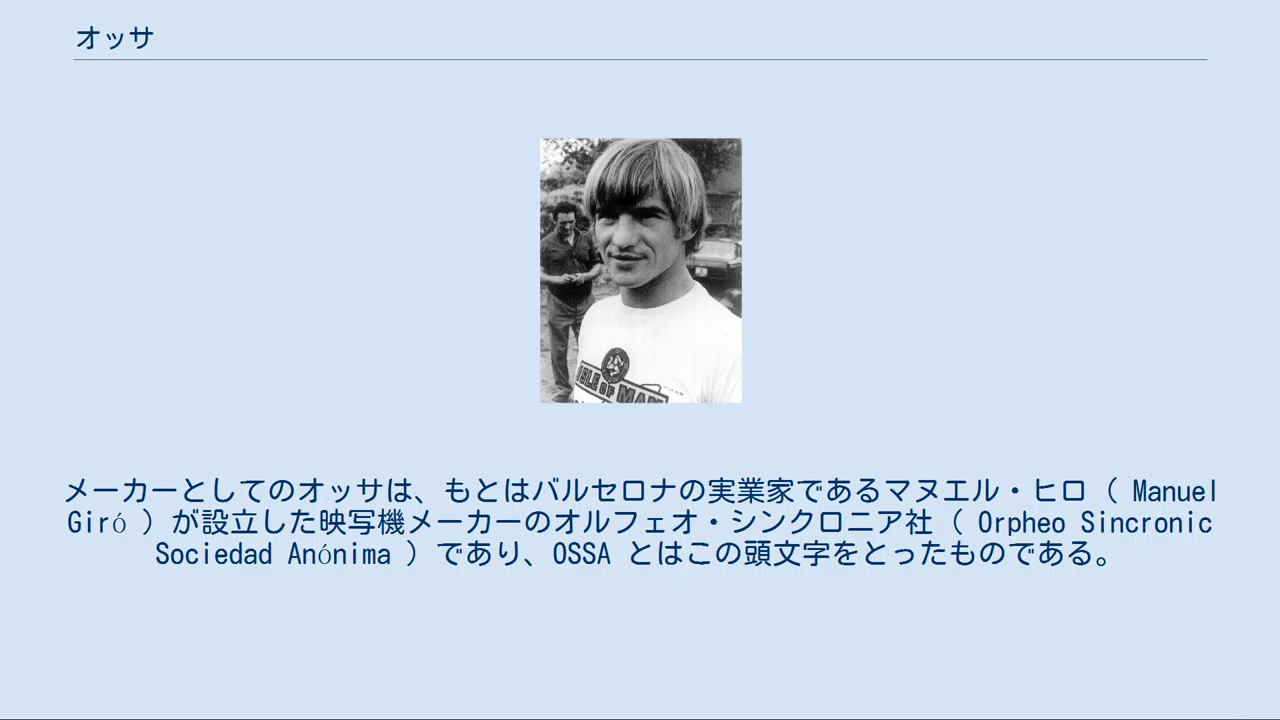 オッサ
ISLE OF MAN
メーカーとしてのオッサは、もとはバルセロナの実業家であるマヌエル・ヒロ（ Manuel
Giró ）が設立した映写機メーカーのオルフェオ・シンクロニア社（ Orpheo Sincronic
Sociedad Anónima ）であり、OSSA とはこの頭文字をとったものである。